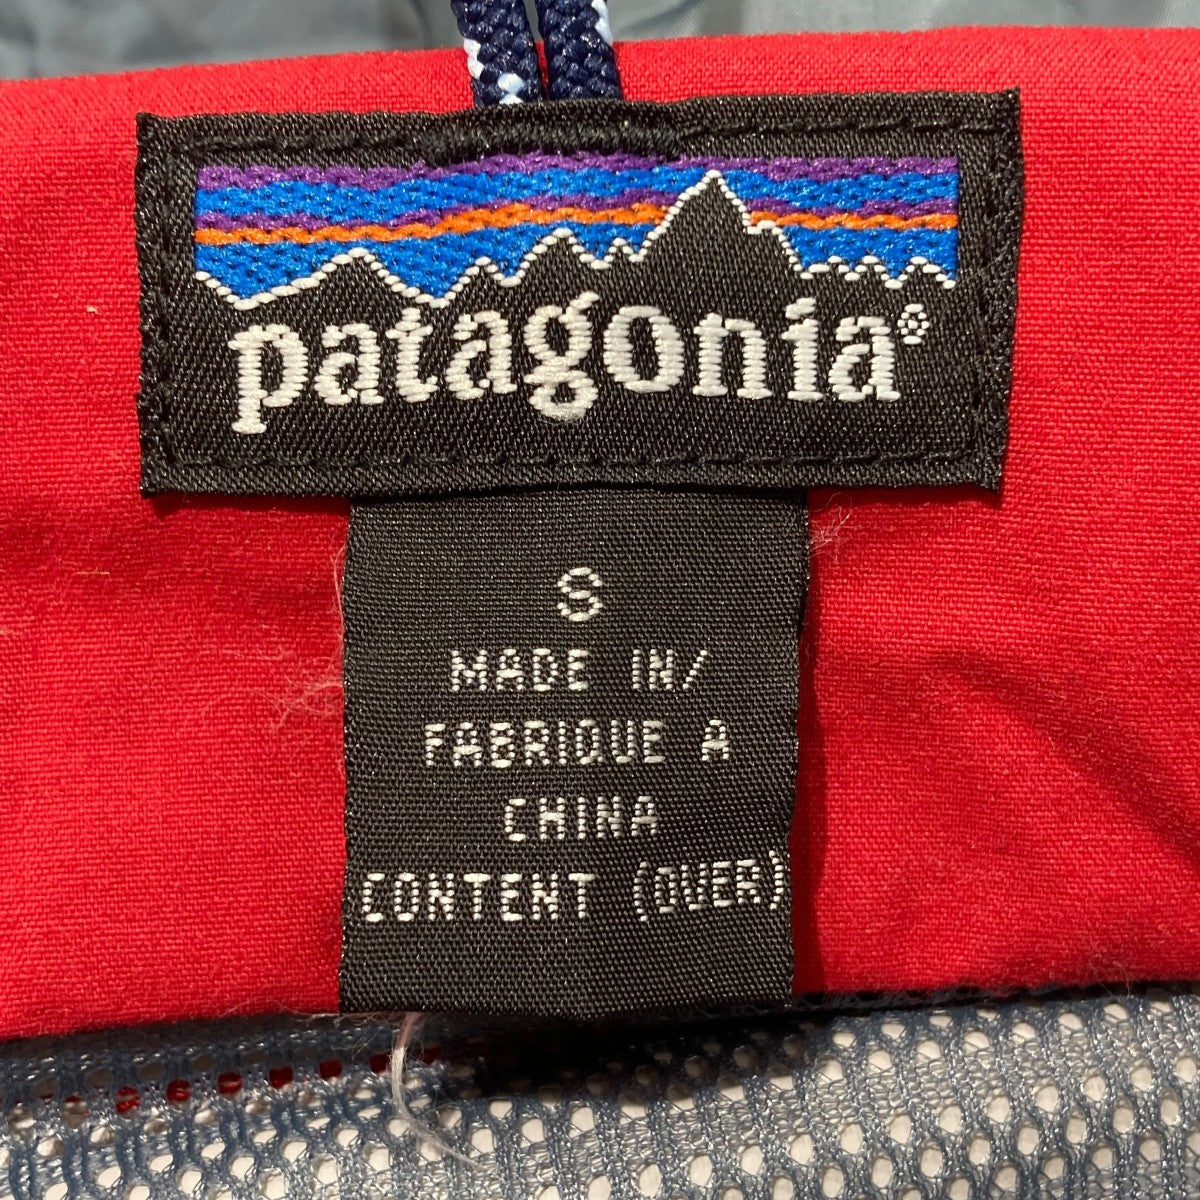 patagonia®
S
MADE IN/
FABRIQUE A
CHINA
CONTENT (OVER)